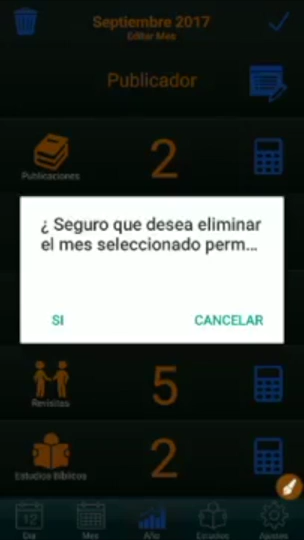 Septiembre 2017
Editar Mes
Publicador
Publicaciones
2
¿ Seguro que desea eliminar
el mes seleccionado perm...
SI
CANCELAR
Revisitas
5
Estudios Bíblicos
2
12
Día
Mes
Año
Estudios
Ajustes